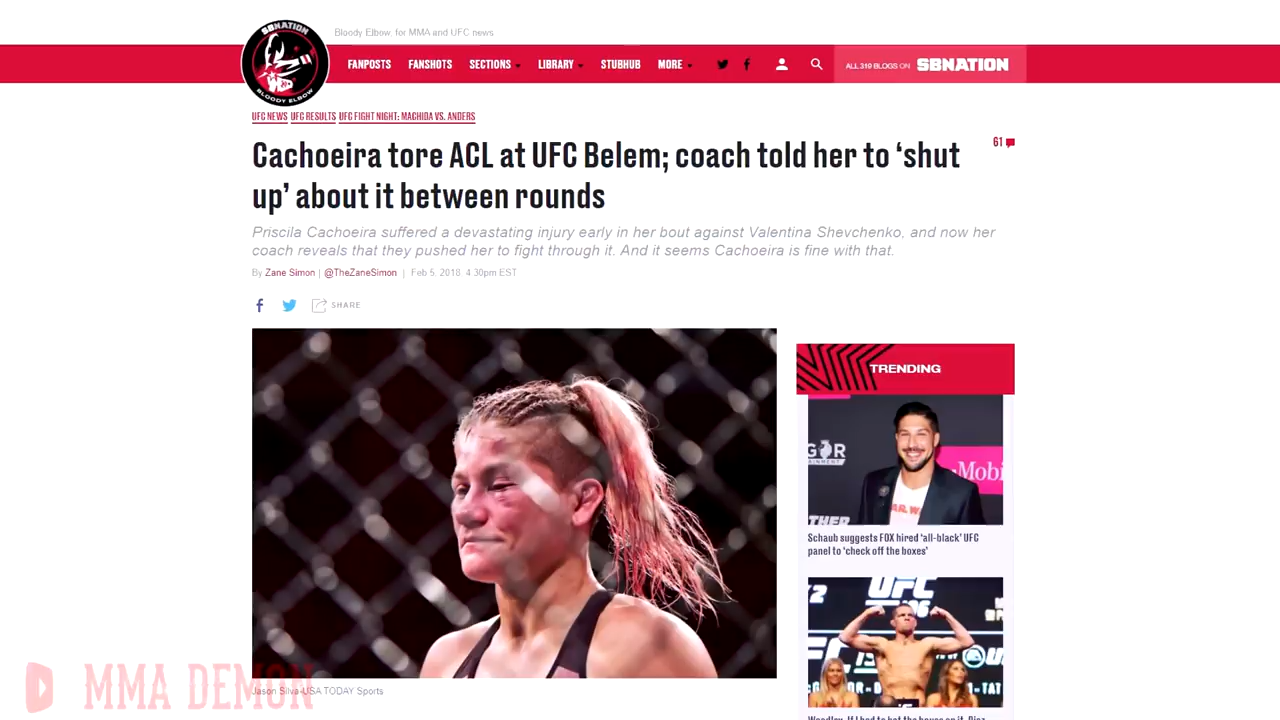 SBNATION
BLOODY ELBOW
Bloody Elbow, for MMA and UFC news
FANPOSTS FANSHOTS SECTIONS LIBRARY STUBHUB MORE
ALL 319 BLOGS ON SBNATION
UFC NEWS UFC RESULTS UFC FIGHT NIGHT: MACHIDA VS. ANDERS
Cachoeira tore ACL at UFC Belem; coach told her to ‘shut
up’ about it between rounds
61
Priscila Cachoeira suffered a devastating injury early in her bout against Valentina Shevchenko, and now her
coach reveals that they pushed her to fight through it. And it seems Cachoeira is fine with that.
By Zane Simon | @TheZaneSimon | Feb 5, 2018, 4:30pm EST
SHARE
TRENDING
Mobi
Schaub suggests FOX hired ‘all-black’ UFC
panel to ‘check off the boxes’
UFC
MMA DEMON
Jason Silva-USA TODAY Sports